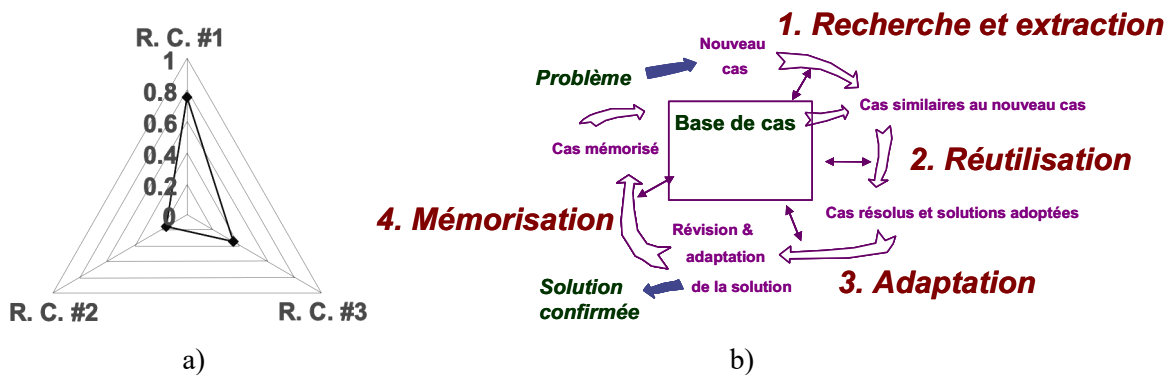 R. C. #1
1
0.8
0.6
0.4
0.2
0
R. C. #2
R. C. #3
a)
1. Recherche et extraction
Nouveau
cas
Problème
Cas similaires au nouveau cas
Base de cas
Cas mémorisé
2. Réutilisation
4. Mémorisation
Cas résolus et solutions adoptées
Révision &
adaptation
de la solution
3. Adaptation
Solution
confirmée
b)